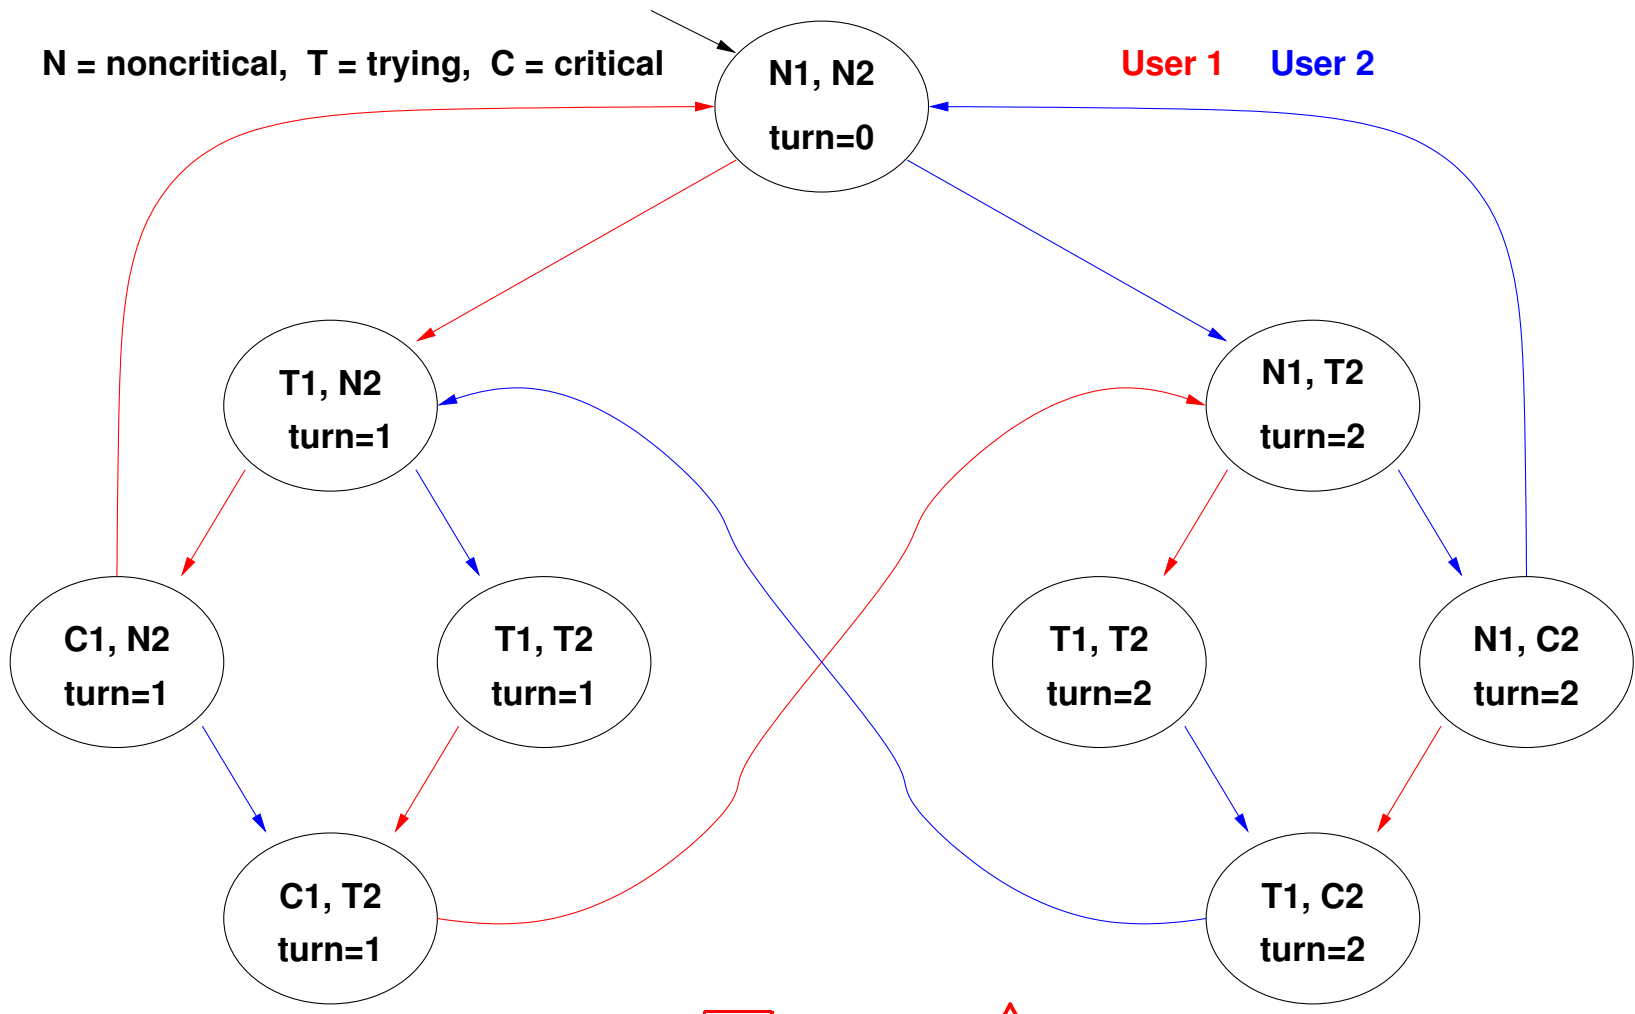 N = noncritical,  T = trying,  C = critical
User 1
User 2
N1, N2
turn=0
T1, N2
turn=1
N1, T2
turn=2
C1, N2
turn=1
T1, T2
turn=1
T1, T2
turn=2
N1, C2
turn=2
C1, T2
turn=1
T1, C2
turn=2